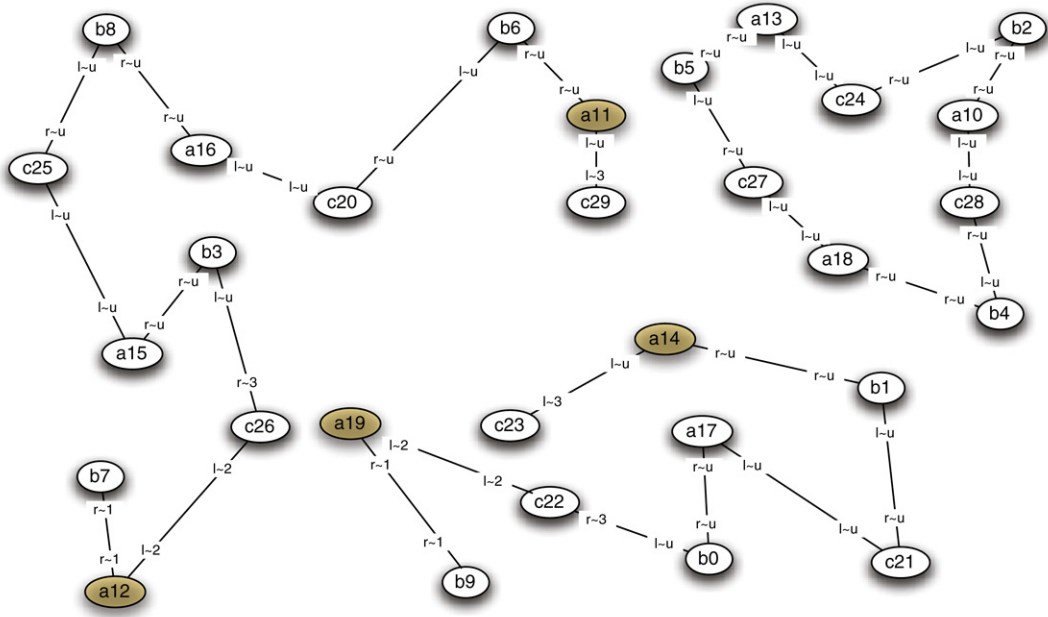 b8
l~u
r~u
r~u
r~u
c25
a16
l~u
l~u
c20
r~u
l~u
b6
r~u
r~u
a11
l~u
l~3
c29
l~u
l~u
a15
r~u
r~u
b3
l~u
r~3
c26
l~2
l~2
b7
r~1
r~1
a12
a13
r~u
b5
l~u
l~u
c24
r~u
l~u
b2
r~u
r~u
a10
l~u
l~u
c28
r~u
l~u
b4
l~u
r~u
c27
l~u
l~u
a18
r~u
r~u
a14
l~u
l~3
c23
r~u
r~u
b1
l~u
r~u
c21
a17
l~u
l~u
r~u
r~u
b0
a19
l~2
l~2
c22
r~3
l~u
r~1
r~1
b9